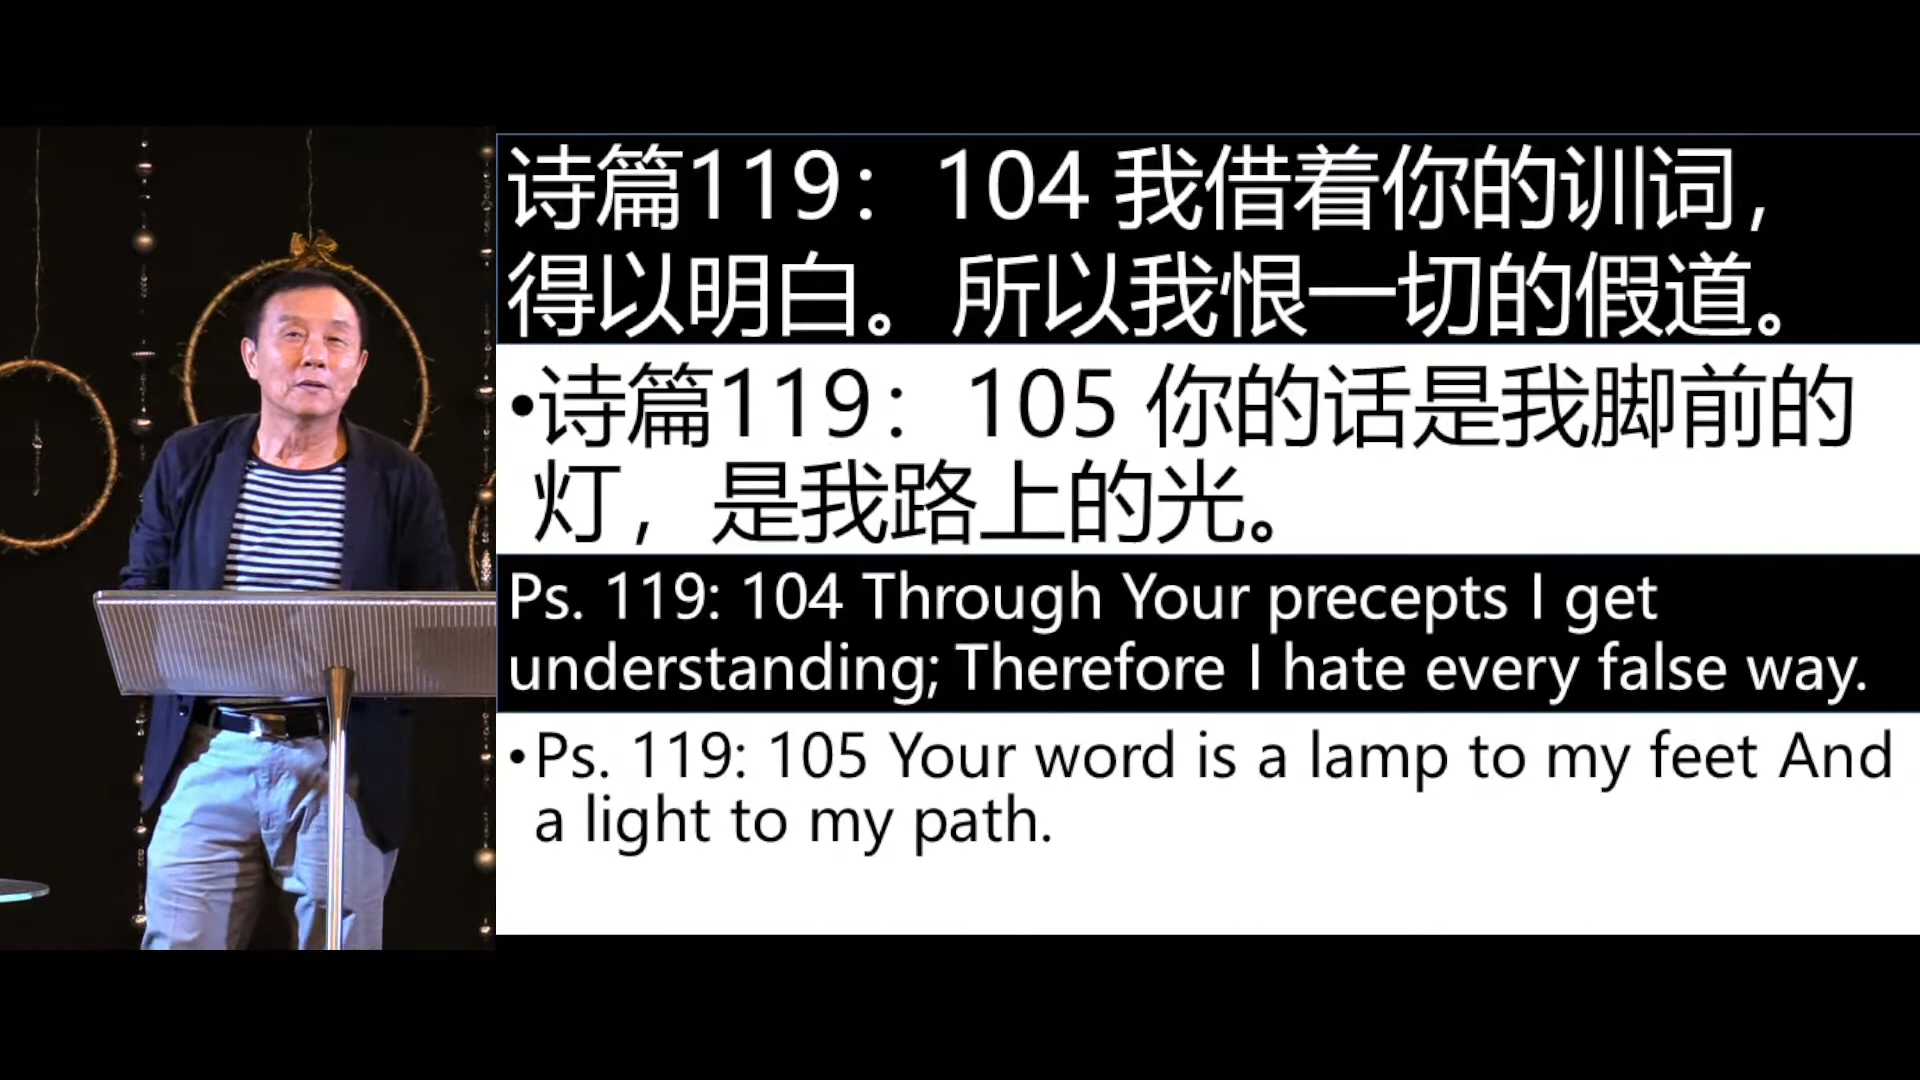 诗篇119：104 我借着你的训词，
得以明白。所以我恨一切的假道。
•诗篇119：105 你的话是我脚前的
灯，是我路上的光。
Ps. 119: 104 Through Your precepts I get
understanding; Therefore I hate every false way.
•Ps. 119: 105 Your word is a lamp to my feet And
a light to my path.